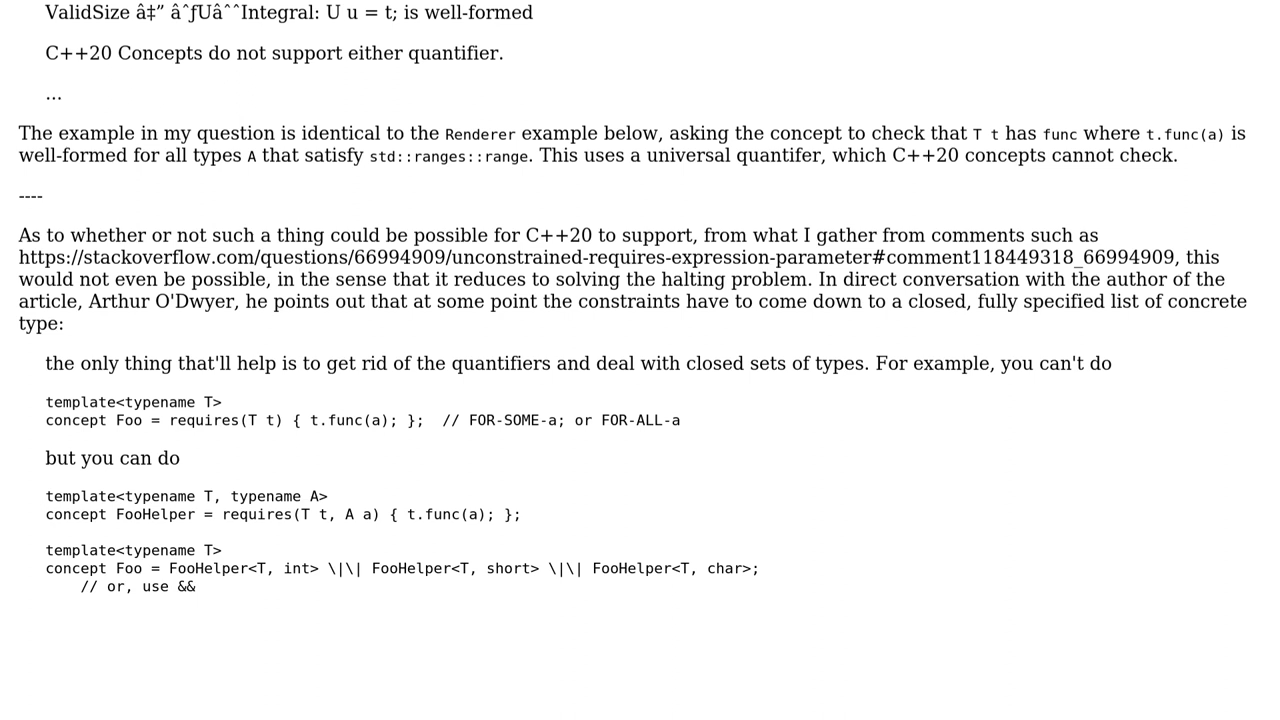 ValidSize â‡” âˆƒUâˆˆIntegral: U u = t; is well-formed
C++20 Concepts do not support either quantifier.
...
The example in my question is identical to the Renderer example below, asking the concept to check that T t has func where t.func(a) is
well-formed for all types A that satisfy std::ranges::range. This uses a universal quantifer, which C++20 concepts cannot check.
----
As to whether or not such a thing could be possible for C++20 to support, from what I gather from comments such as
https://stackoverflow.com/questions/66994909/unconstrained-requires-expression-parameter#comment118449318_66994909, this
would not even be possible, in the sense that it reduces to solving the halting problem. In direct conversation with the author of the
article, Arthur O'Dwyer, he points out that at some point the constraints have to come down to a closed, fully specified list of concrete
type:
the only thing that'll help is to get rid of the quantifiers and deal with closed sets of types. For example, you can't do
template<typename T>
concept Foo = requires(T t) { t.func(a); };  // FOR-SOME-a; or FOR-ALL-a
but you can do
template<typename T, typename A>
concept FooHelper = requires(T t, A a) { t.func(a); };
template<typename T>
concept Foo = FooHelper<T, int> \|\| FooHelper<T, short> \|\| FooHelper<T, char>;
    // or, use &&